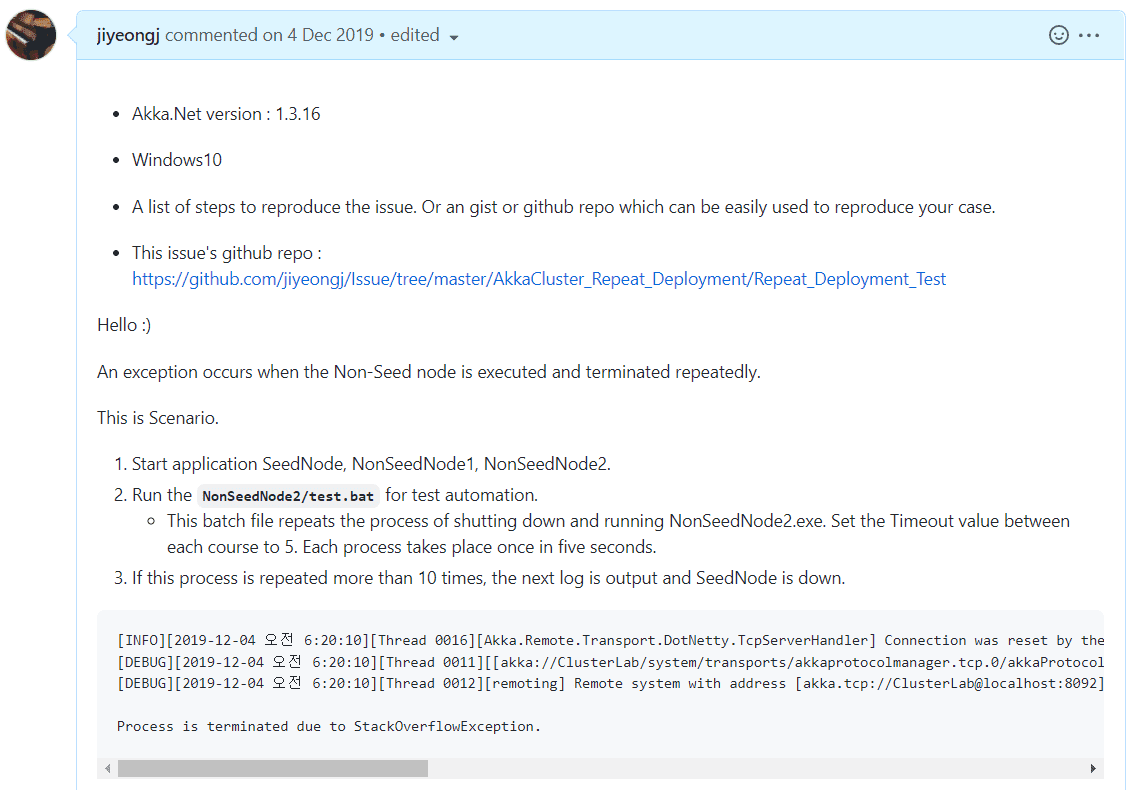 jiyeongj commented on 4 Dec 2019 • edited
• Akka.Net version : 1.3.16
• Windows10
• A list of steps to reproduce the issue. Or an gist or github repo which can be easily used to reproduce your case.
• This issue's github repo :
https://github.com/jiyeongj/Issue/tree/master/AkkaCluster_Repeat_Deployment/Repeat_Deployment_Test
Hello :)
An exception occurs when the Non-Seed node is executed and terminated repeatedly.
This is Scenario.
1. Start application SeedNode, NonSeedNode1, NonSeedNode2.
2. Run the NonSeedNode2/test.bat for test automation.
◦ This batch file repeats the process of shutting down and running NonSeedNode2.exe. Set the Timeout value between
each course to 5. Each process takes place once in five seconds.
3. If this process is repeated more than 10 times, the next log is output and SeedNode is down.
[INFO][2019-12-04 오전 6:20:10][Thread 0016][Akka.Remote.Transport.DotNetty.TcpServerHandler] Connection was reset by the
[DEBUG][2019-12-04 오전 6:20:10][Thread 0011][[akka://ClusterLab/system/transports/akkaprotocolmanager.tcp.0/akkaProtocol
[DEBUG][2019-12-04 오전 6:20:10][Thread 0012][remoting] Remote system with address [akka.tcp://ClusterLab@localhost:8092]
Process is terminated due to StackOverflowException.